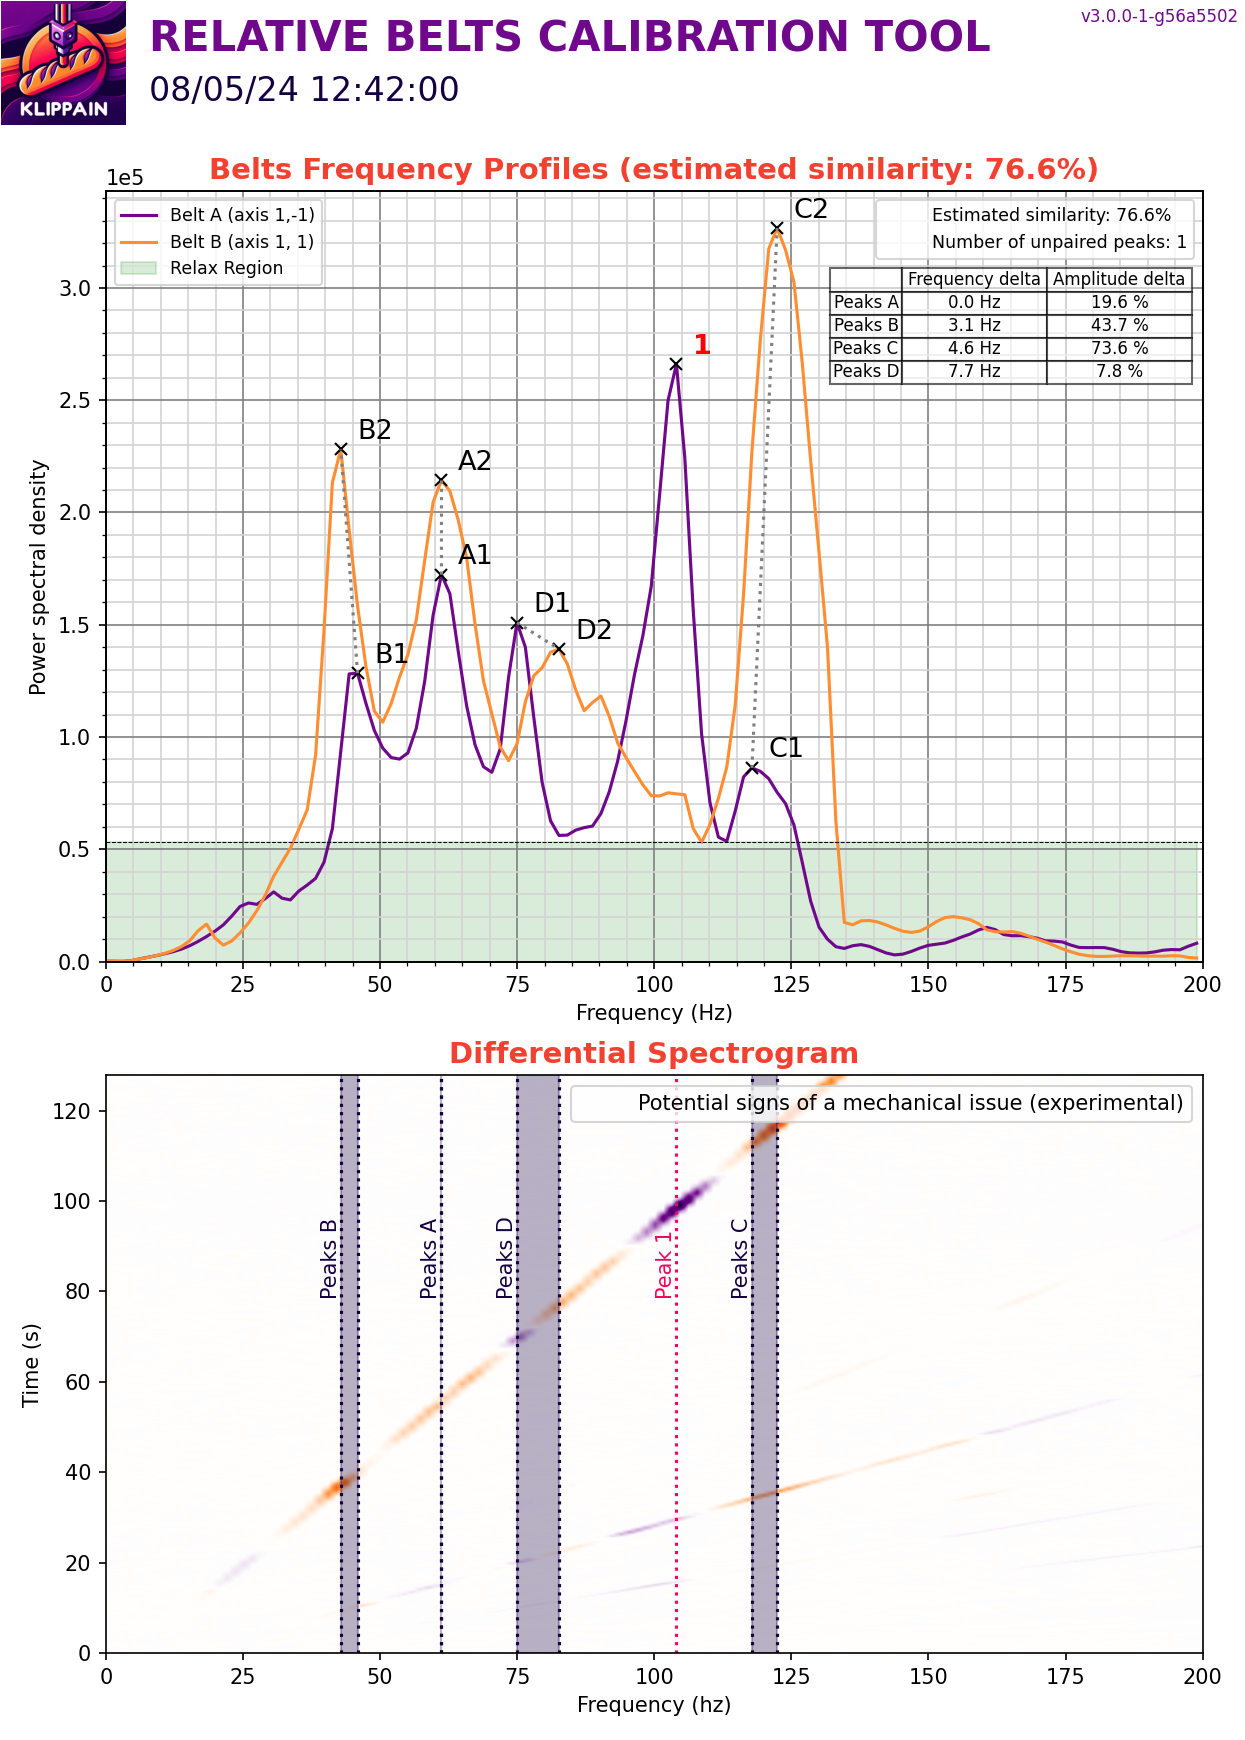 KLIPPAIN
RELATIVE BELTS CALIBRATION TOOL
v3.0.0-1-g56a5502
08/05/24 12:42:00
Belts Frequency Profiles (estimated similarity: 76.6%)
1e5
Belt A (axis 1,-1)
Belt B (axis 1, 1)
Relax Region
Estimated similarity: 76.6%
Number of unpaired peaks: 1
Frequency delta Amplitude delta
Peaks A 0.0 Hz 19.6 %
Peaks B 3.1 Hz 43.7 %
Peaks C 4.6 Hz 73.6 %
Peaks D 7.7 Hz 7.8 %
C2
1
B2
A2
A1
D1
D2
B1
C1
Power spectral density
3.0
2.5
2.0
1.5
1.0
0.5
0.0
0 25 50 75 100 125 150 175 200
Frequency (Hz)
Differential Spectrogram
Potential signs of a mechanical issue (experimental)
Peaks B
Peaks A
Peaks D
Peak 1
Peaks C
Time (s)
120
100
80
60
40
20
0
0 25 50 75 100 125 150 175 200
Frequency (hz)